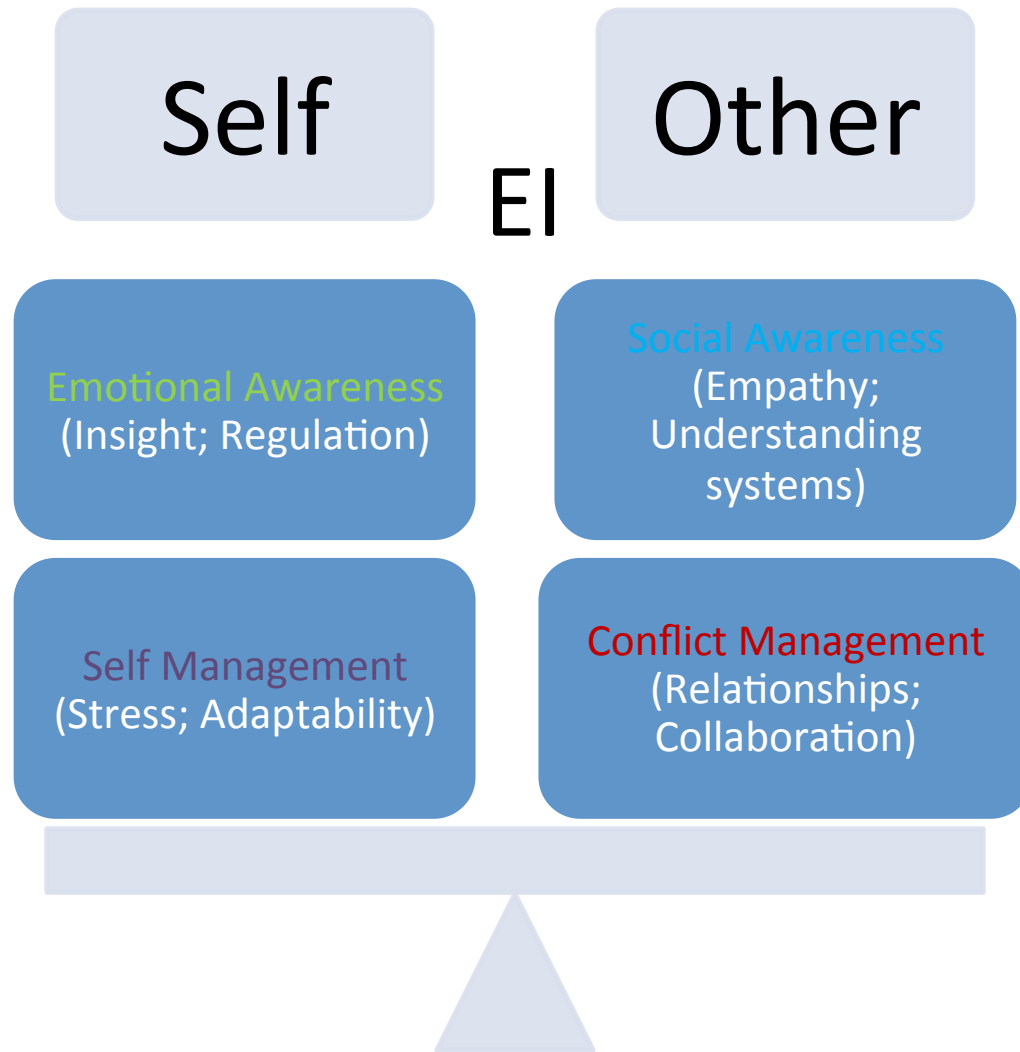 Self
Other
EI
Emotional Awareness
(Insight; Regulation)
Social Awareness
(Empathy;
Understanding
systems)
Self Management
(Stress; Adaptability)
Conflict Management
(Relationships;
Collaboration)